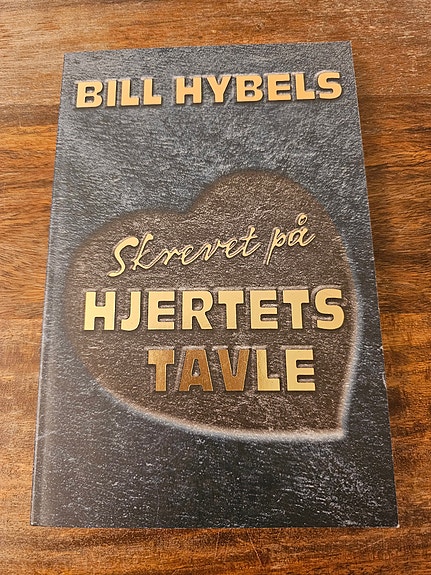 BILL HYBELS
Skrevet på
HJERTETS
TAVLE